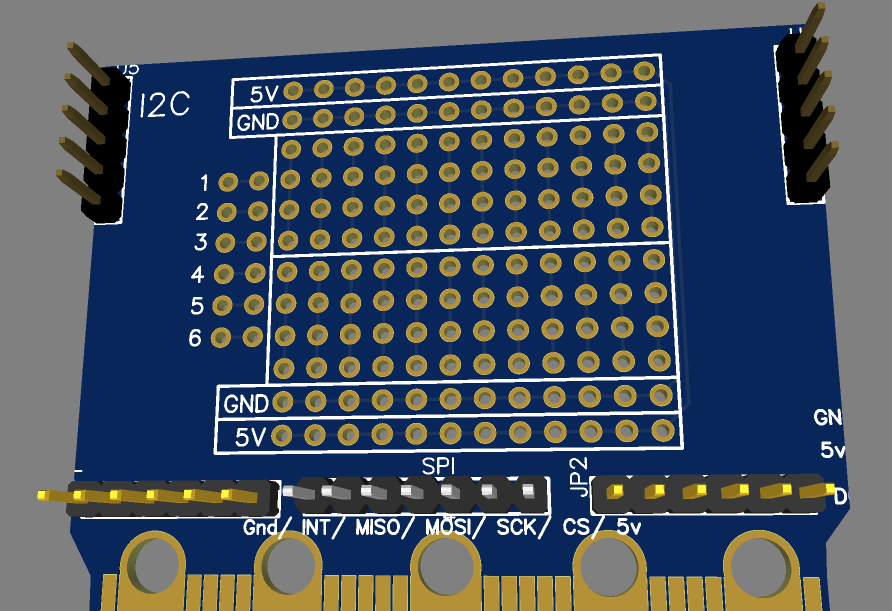 I2C
5V
GND
1
2
3
4
5
6
GND
5V
GN
5v
SPI
JP2
D
Gnd/ INT/ MISO/ MOSI/ SCK/ CS/ 5v